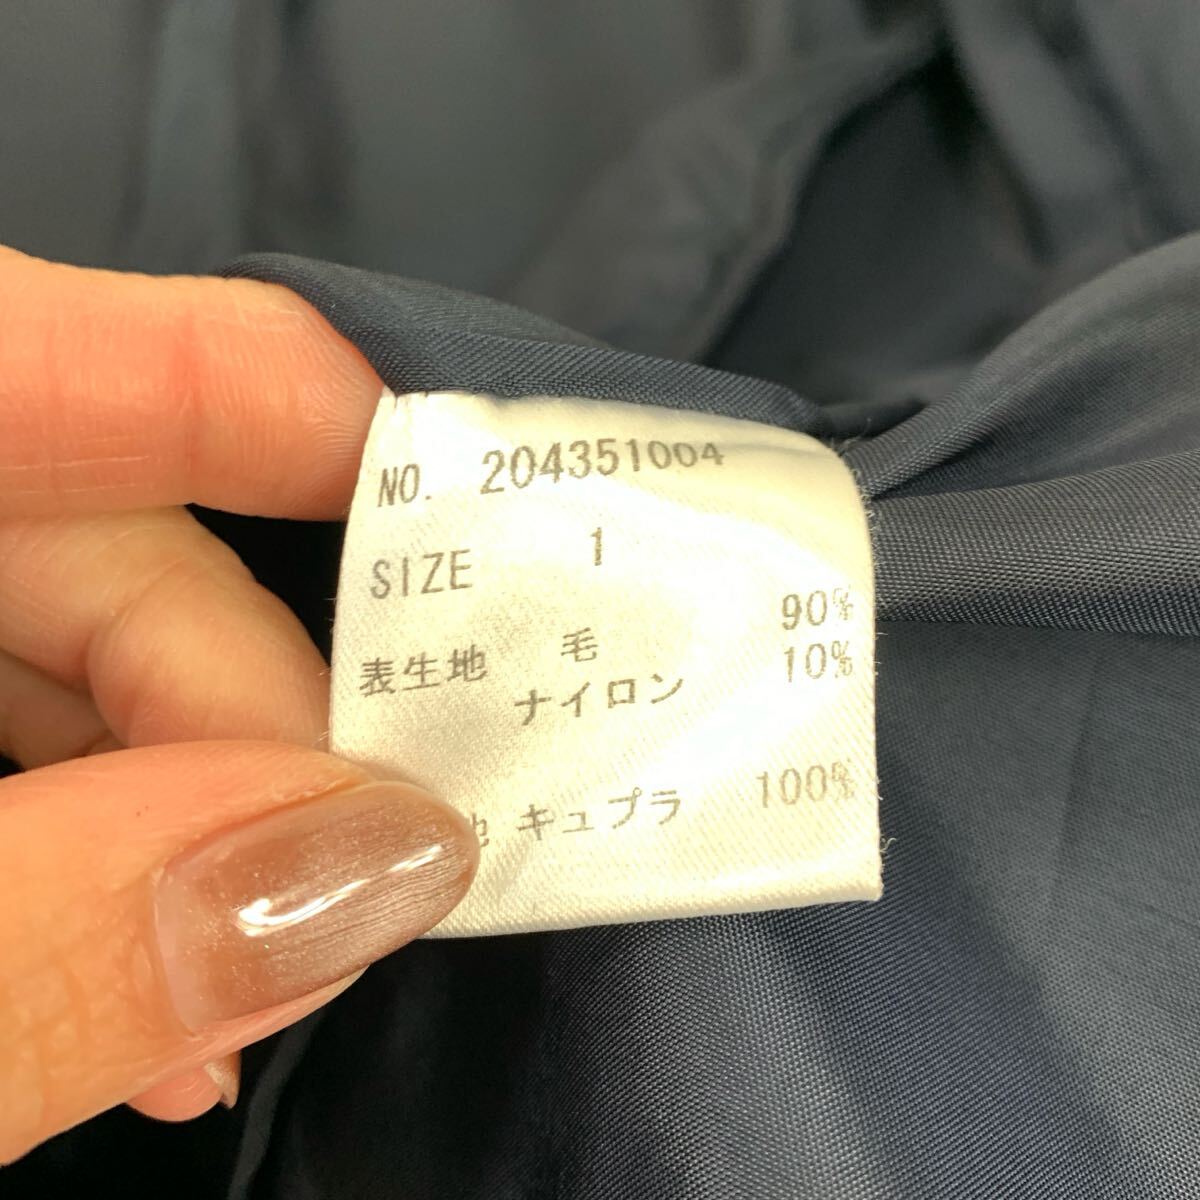 NO. 204351004
SIZE 1
表生地 毛 90%
ナイロン 10%
地 キュプラ 100%